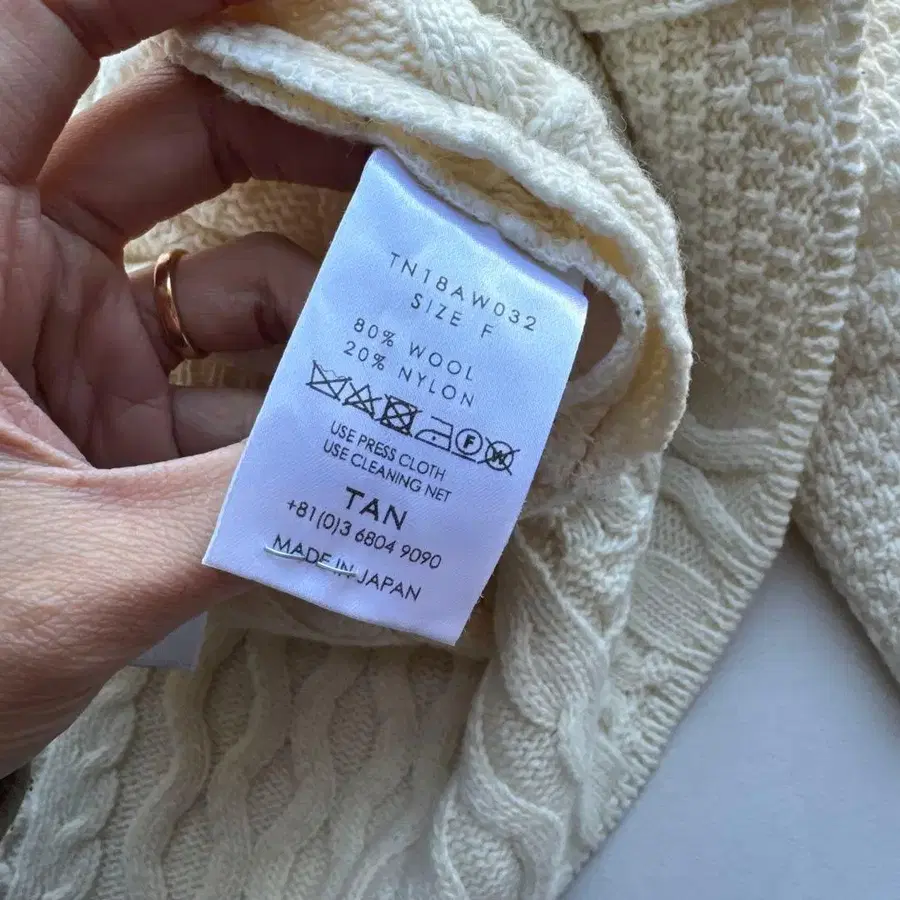 TN18AW032
SIZE F
80% WOOL
20% NYLON
F W
USE PRESS CLOTH
USE CLEANING NET
TAN
+81(0)3 6804 9090
MADE IN JAPAN